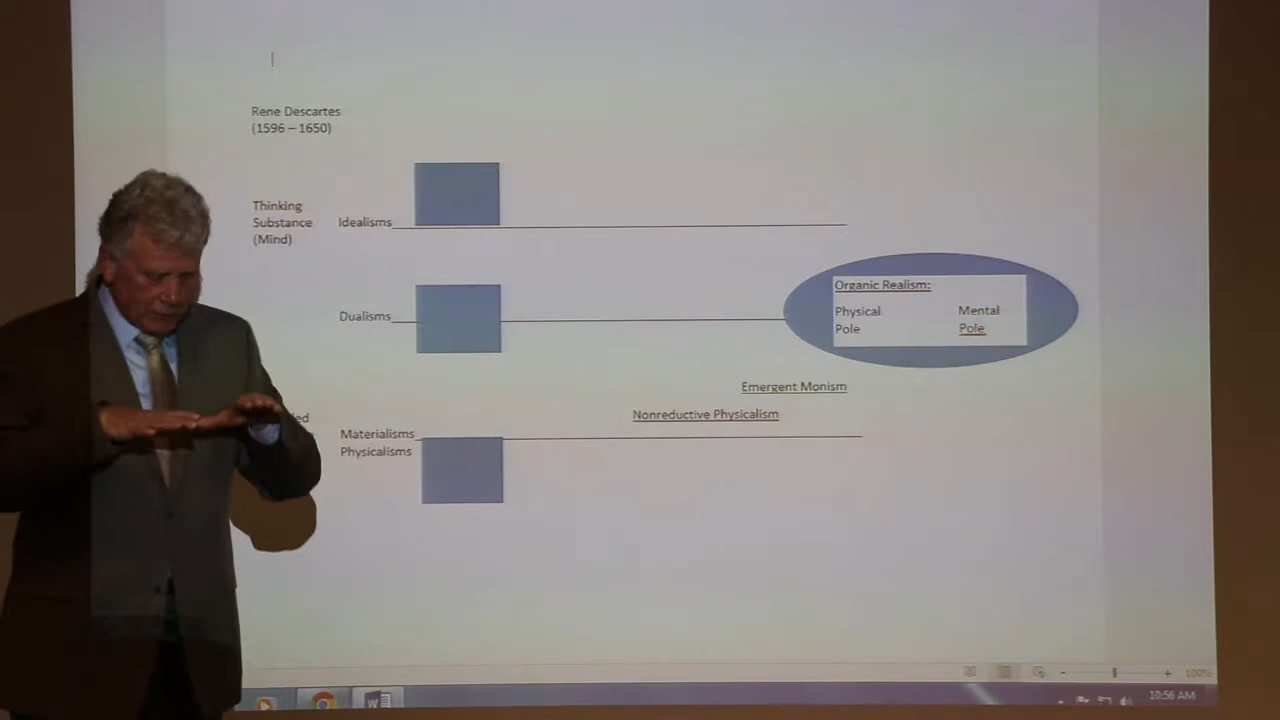 Rene Descartes
(1596 – 1650)
Thinking
Substance
(Mind)
Idealisms
Dualisms
Organic Realism:
Physical Mental
Pole Pole
Emergent Monism
Nonreductive Physicalism
Materialisms
Physicalisms
100%
10:56 AM